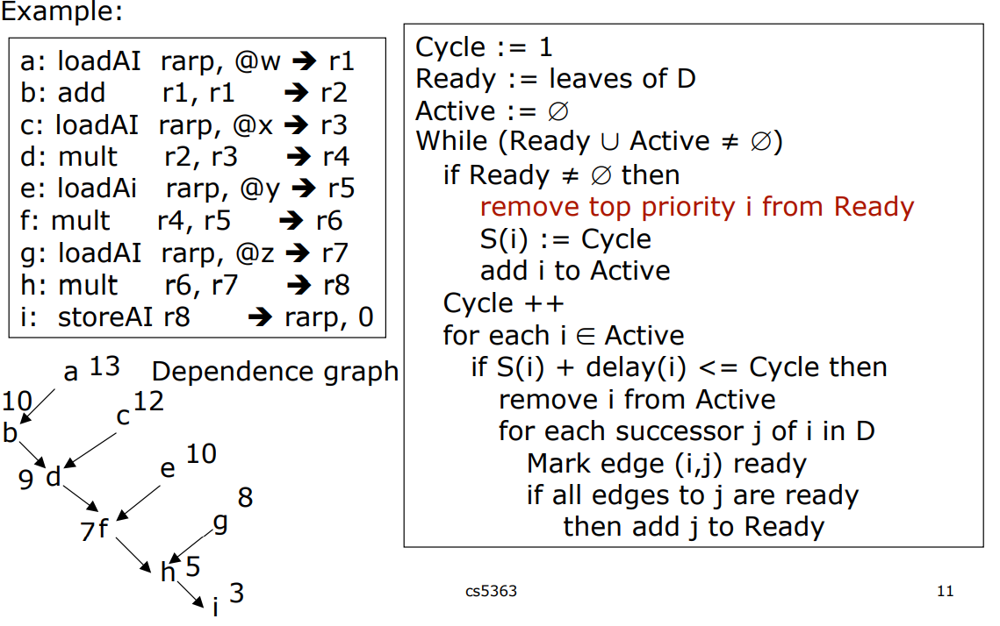 Example:
a: loadAI rarp, @w ➔ r1
b: add r1, r1 ➔ r2
c: loadAI rarp, @x ➔ r3
d: mult r2, r3 ➔ r4
e: loadAi rarp, @y ➔ r5
f: mult r4, r5 ➔ r6
g: loadAI rarp, @z ➔ r7
h: mult r6, r7 ➔ r8
i: storeAI r8 ➔ rarp, 0
Cycle := 1
Ready := leaves of D
Active := ∅
While (Ready ∪ Active ≠ ∅)
if Ready ≠ ∅ then
remove top priority i from Ready
S(i) := Cycle
add i to Active
Cycle ++
for each i ∈ Active
if S(i) + delay(i) <= Cycle then
remove i from Active
for each successor j of i in D
Mark edge (i,j) ready
if all edges to j are ready
then add j to Ready
Dependence graph
a 13
10
b
c 12
9 d
e 10
7 f
8
g
h 5
i 3
cs5363
11